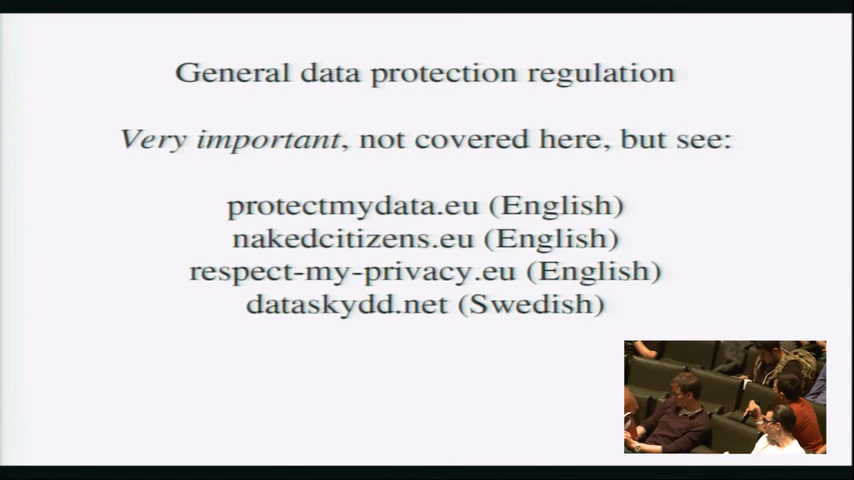 General data protection regulation
Very important, not covered here, but see:
protectmydata.eu (English)
nakedcitizens.eu (English)
respect-my-privacy.eu (English)
dataskydd.net (Swedish)